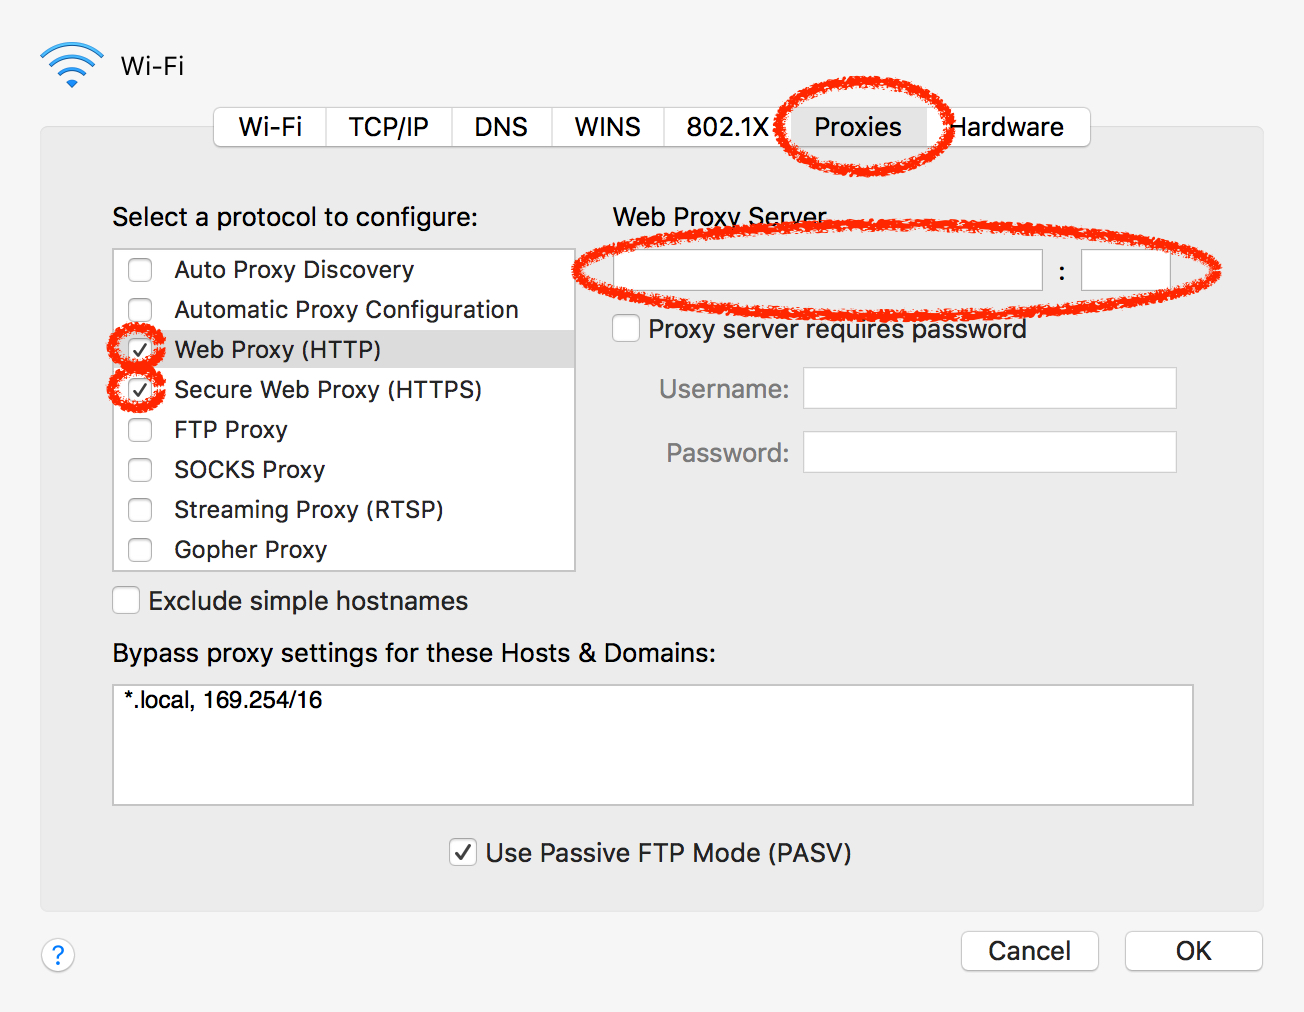 Wi-Fi
Wi-Fi TCP/IP DNS WINS 802.1X Proxies Hardware
Select a protocol to configure:
Auto Proxy Discovery
Automatic Proxy Configuration
Web Proxy (HTTP)
Secure Web Proxy (HTTPS)
FTP Proxy
SOCKS Proxy
Streaming Proxy (RTSP)
Gopher Proxy
Exclude simple hostnames
Web Proxy Server
:
Proxy server requires password
Username:
Password:
Bypass proxy settings for these Hosts & Domains:
*.local, 169.254/16
Use Passive FTP Mode (PASV)
? Cancel OK